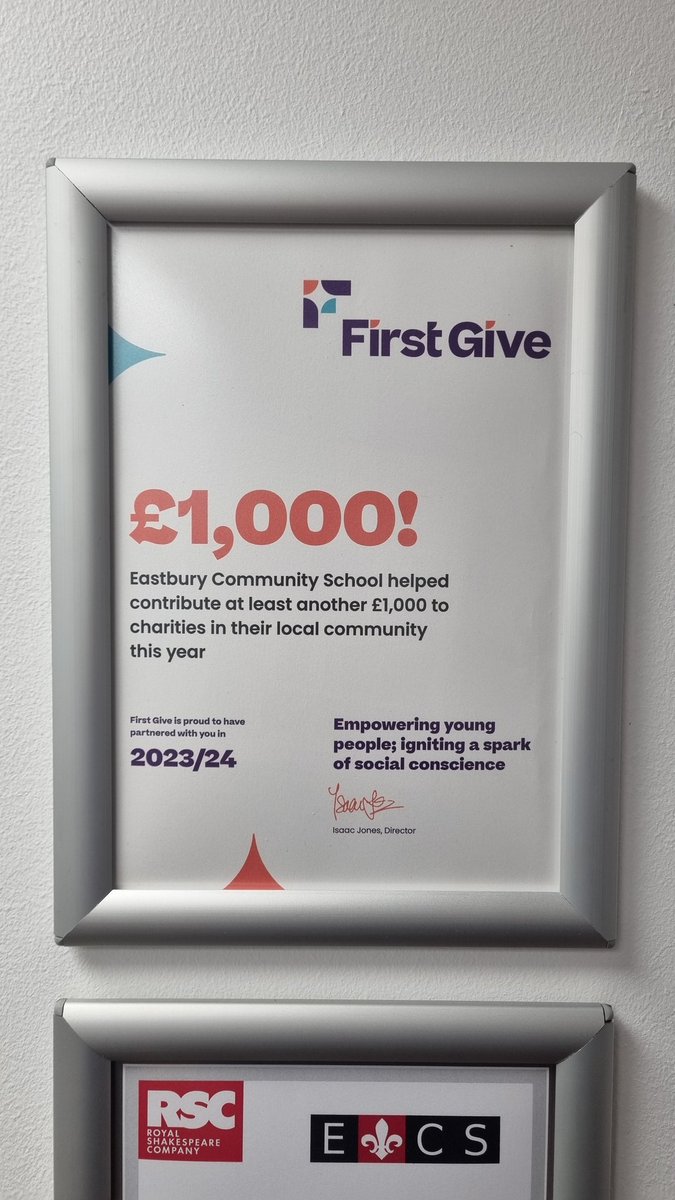 First Give
£1,000!
Eastbury Community School helped
contribute at least another £1,000 to
charities in their local community
this year
First Give is proud to have
partnered with you in
2023/24
Empowering young
people; igniting a spark
of social conscience
Isaac Jones, Director
RSC
ROYAL
SHAKESPEARE
COMPANY
E CS